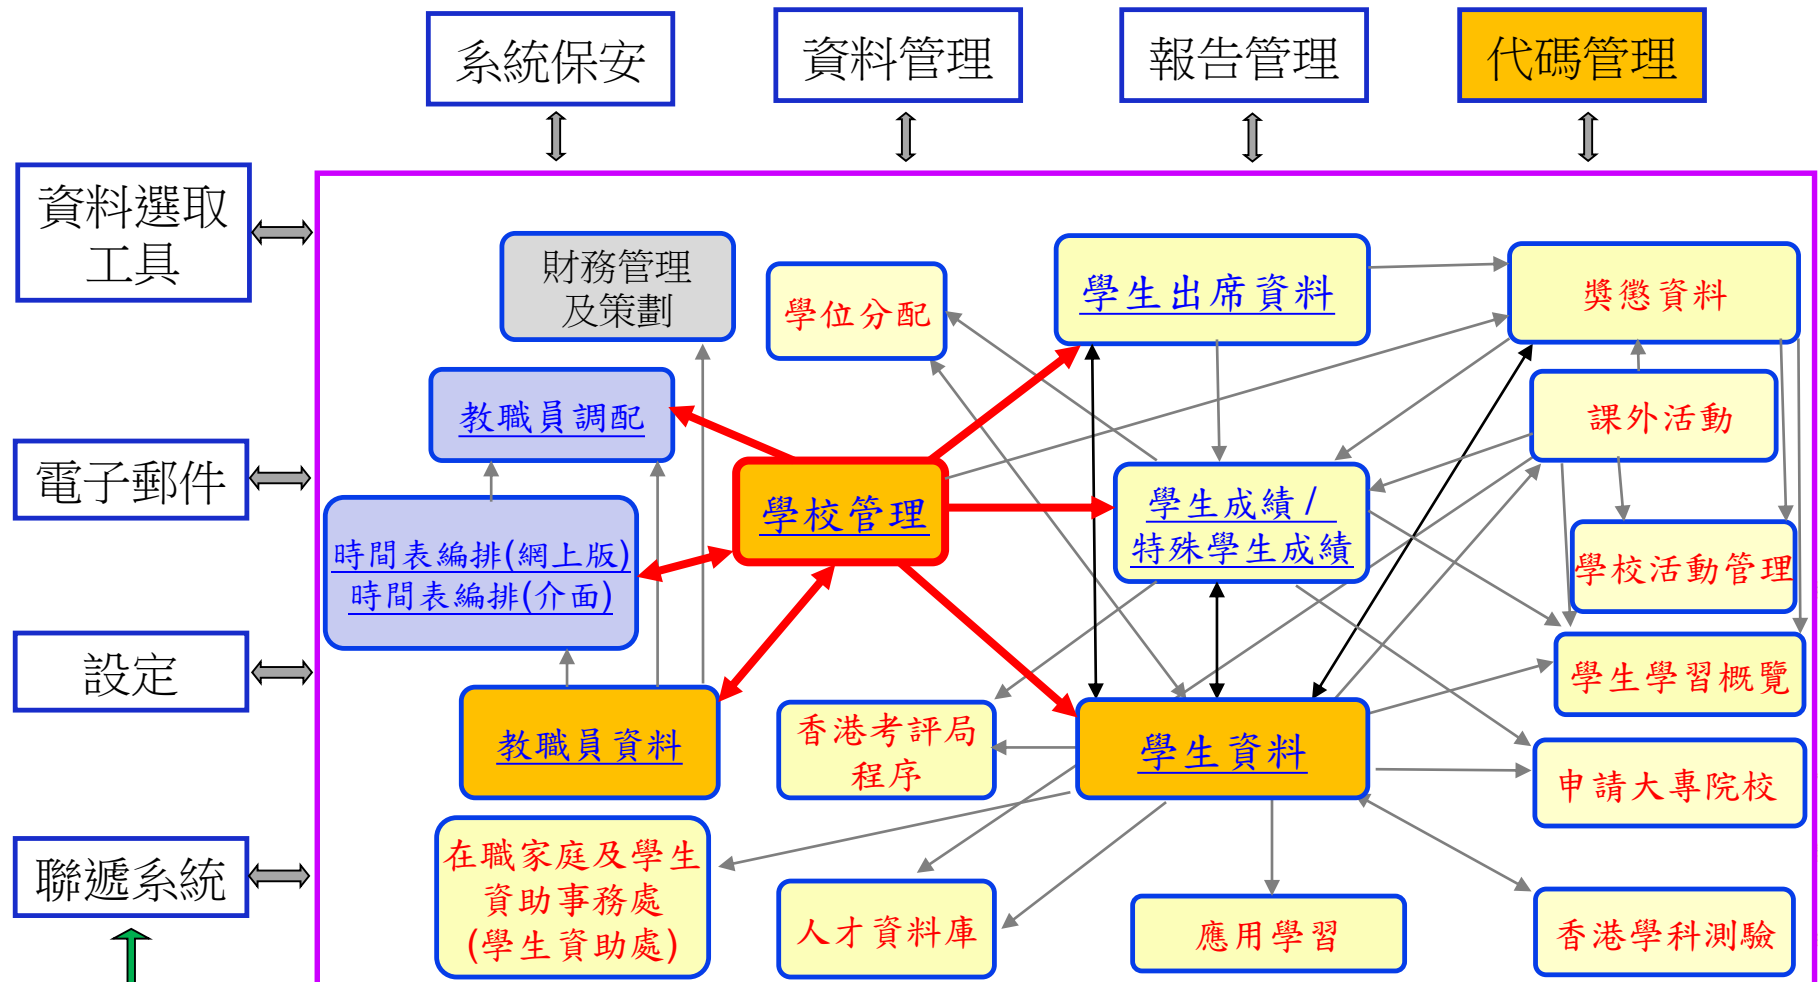 系統保安
資料管理
報告管理
代碼管理
資料選取
工具
財務管理
及策劃
學位分配
學生出席資料
獎懲資料
教職員調配
課外活動
電子郵件
學校管理
學生成績 /
特殊學生成績
時間表編排(網上版)
時間表編排(介面)
學校活動管理
設定
學生學習概覽
教職員資料
香港考評局
程序
學生資料
申請大專院校
聯遞系統
在職家庭及學生
資助事務處
(學生資助處)
人才資料庫
應用學習
香港學科測驗